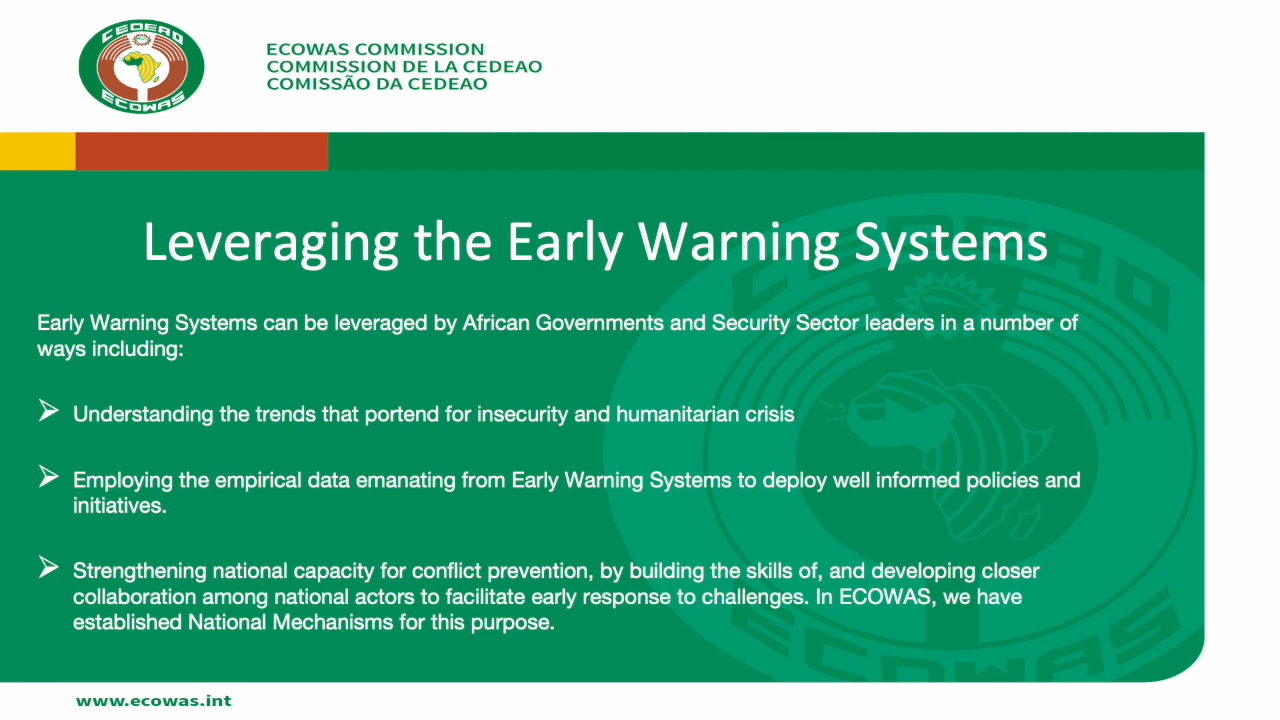 CEDEAO
ECOWAS
ECOWAS COMMISSION
COMMISSION DE LA CEDEAO
COMISSÃO DA CEDEAO
Leveraging the Early Warning Systems
Early Warning Systems can be leveraged by African Governments and Security Sector leaders in a number of
ways including:
Understanding the trends that portend for insecurity and humanitarian crisis
Employing the empirical data emanating from Early Warning Systems to deploy well informed policies and
initiatives.
Strengthening national capacity for conflict prevention, by building the skills of, and developing closer
collaboration among national actors to facilitate early response to challenges. In ECOWAS, we have
established National Mechanisms for this purpose.
CEDEAO
ECOWAS
www.ecowas.int